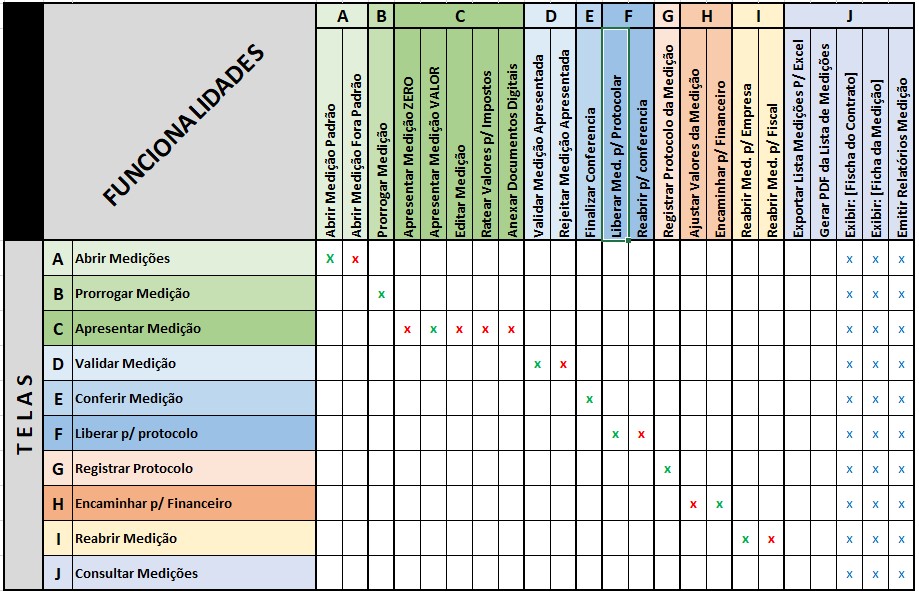 A B C D E F G H I J
FUNCIONALIDADES
Abrir Medição Padrão
Abrir Medição Fora Padrão
Prorrogar Medição
Apresentar Medição ZERO
Apresentar Medição VALOR
Editar Medição
Ratear Valores p/ Impostos
Anexar Documentos Digitais
Validar Medição Apresentada
Rejeitar Medição Apresentada
Finalizar Conferencia
Liberar Med. p/ Protocolar
Reabrir p/ conferencia
Registrar Protocolo da Medição
Ajustar Valores da Medição
Encaminhar p/ Financeiro
Reabrir Med. p/ Empresa
Reabrir Med. p/ Fiscal
Exportar Lista Medições P/ Excel
Gerar PDF da Lista de Medições
Exibir: [Fischa do Contrato]
Exibir: [Ficha da Medição]
Emitir Relatórios Medição
TELAS
A Abrir Medições X x x x x
B Prorrogar Medição x x x x
C Apresentar Medição x x x x x x x x
D Validar Medição x x x x x
E Conferir Medição x x x x
F Liberar p/ protocolo x x x x x
G Registrar Protocolo x x x x
H Encaminhar p/ Financeiro x x x x x
I Reabrir Medição x x x x x
J Consultar Medições x x x